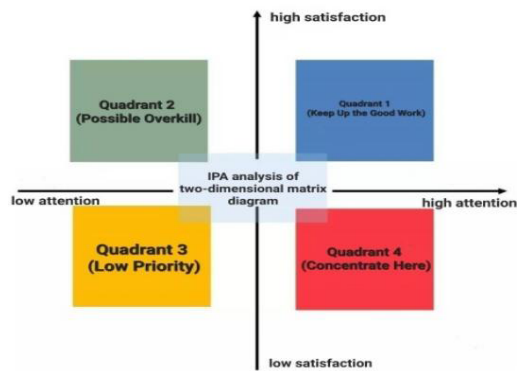 high satisfaction
Quadrant 2
(Possible Overkill)
Quadrant 1
(Keep Up the Good Work)
IPA analysis of
two-dimensional matrix
diagram
low attention
high attention
Quadrant 3
(Low Priority)
Quadrant 4
(Concentrate Here)
low satisfaction